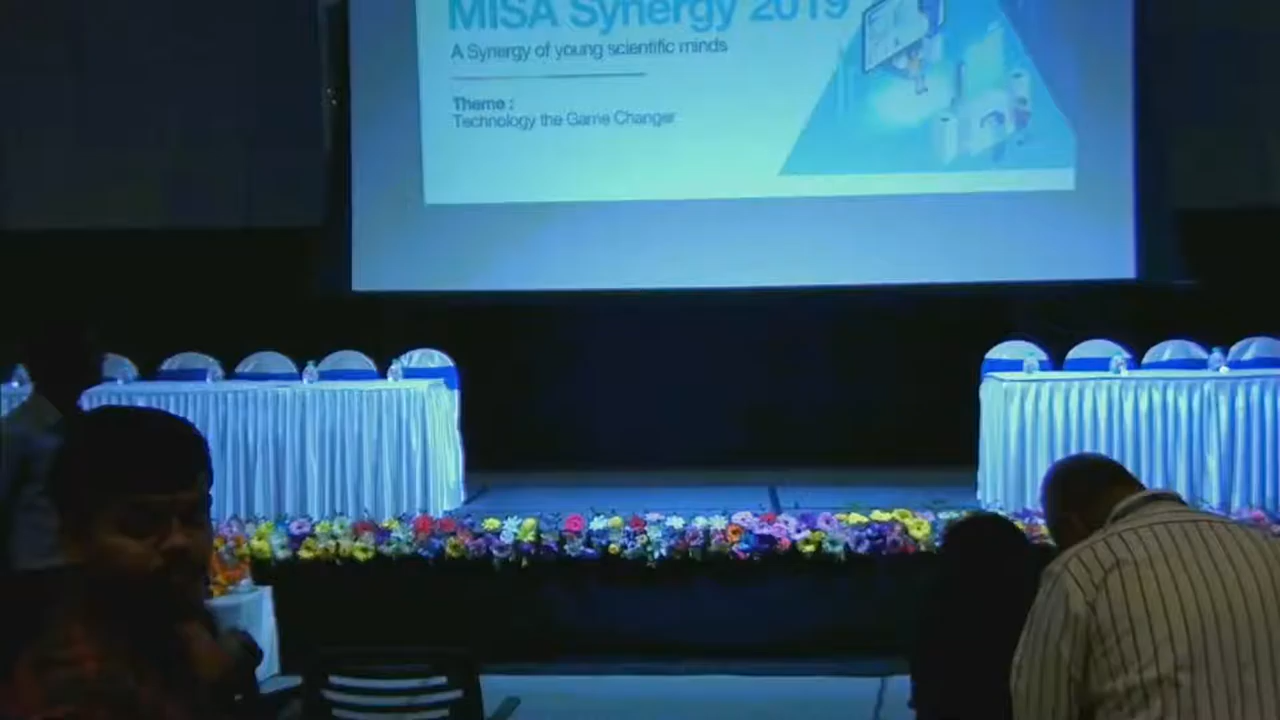 MISA Synergy 2019
A Synergy of young scientific minds
Theme :
Technology the Game Changer